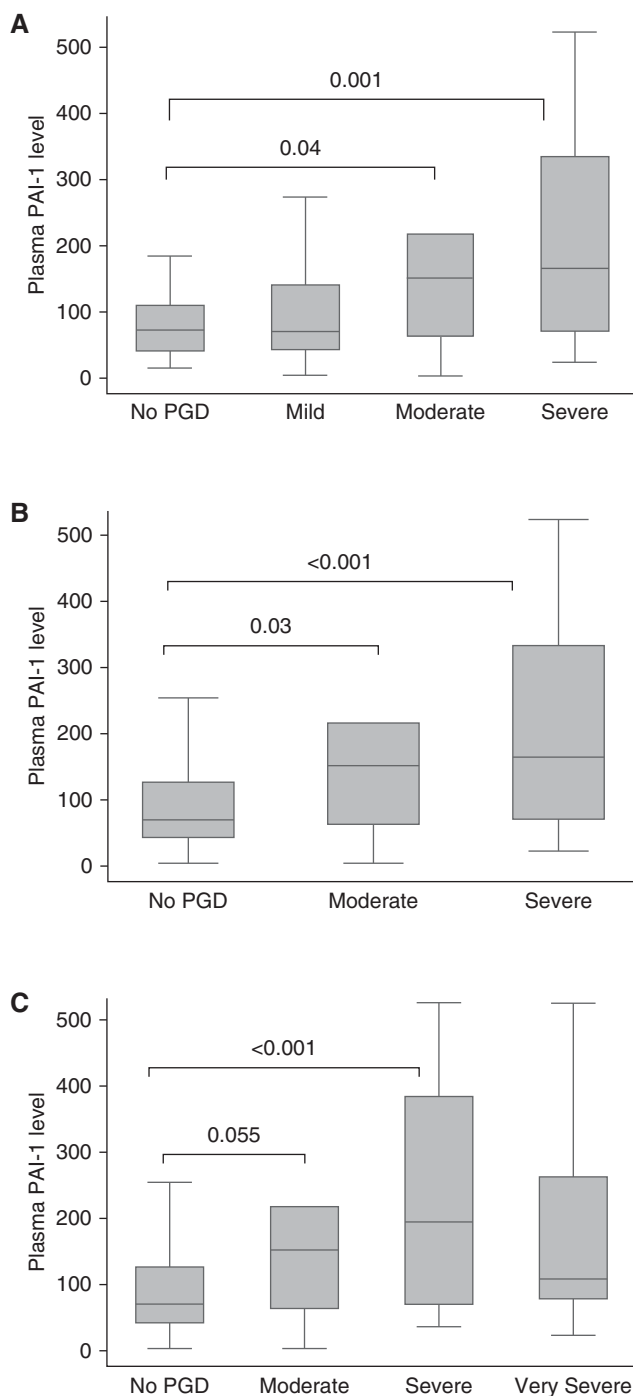 A
Plasma PAI-1 level
500
400
300
200
100
0
0.001
0.04
No PGD Mild Moderate Severe
B
Plasma PAI-1 level
500
400
300
200
100
0
<0.001
0.03
No PGD Moderate Severe
C
Plasma PAI-1 level
500
400
300
200
100
0
<0.001
0.055
No PGD Moderate Severe Very Severe